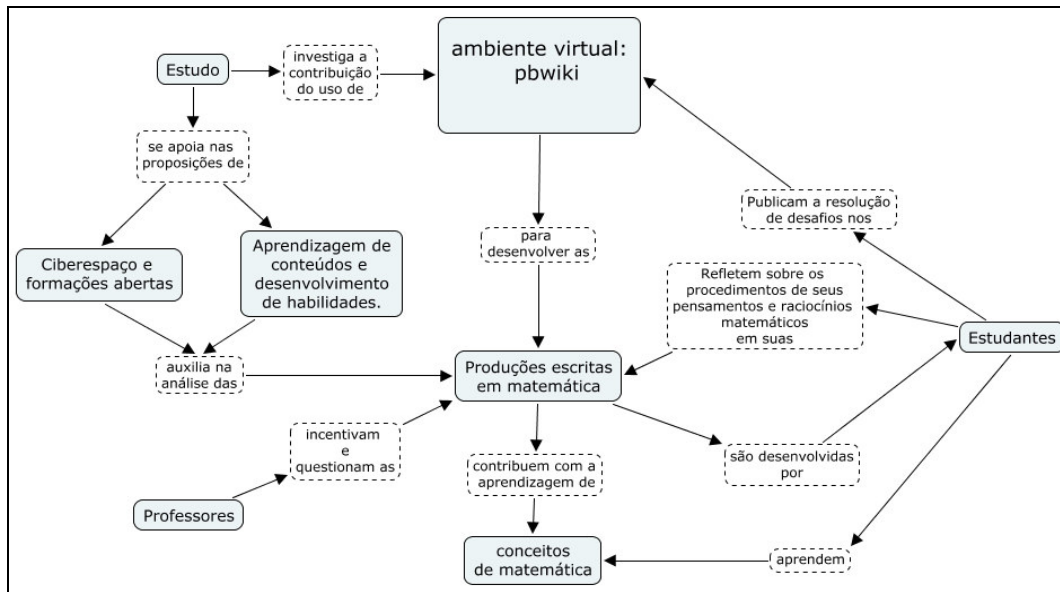 Estudo
investiga a
contribuição
do uso de
ambiente virtual:
pbwiki
se apoia nas
proposições de
Ciberespaço e
formações abertas
Aprendizagem de
conteúdos e
desenvolvimento
de habilidades.
para
desenvolver as
Publicam a resolução
de desafios nos
Refletem sobre os
procedimentos de seus
pensamentos e raciocínios
matemáticos
em suas
Estudantes
auxilia na
análise das
Produções escritas
em matemática
incentivam
e
questionam as
contribuem com a
aprendizagem de
são desenvolvidas
por
Professores
conceitos
de matemática
aprendem